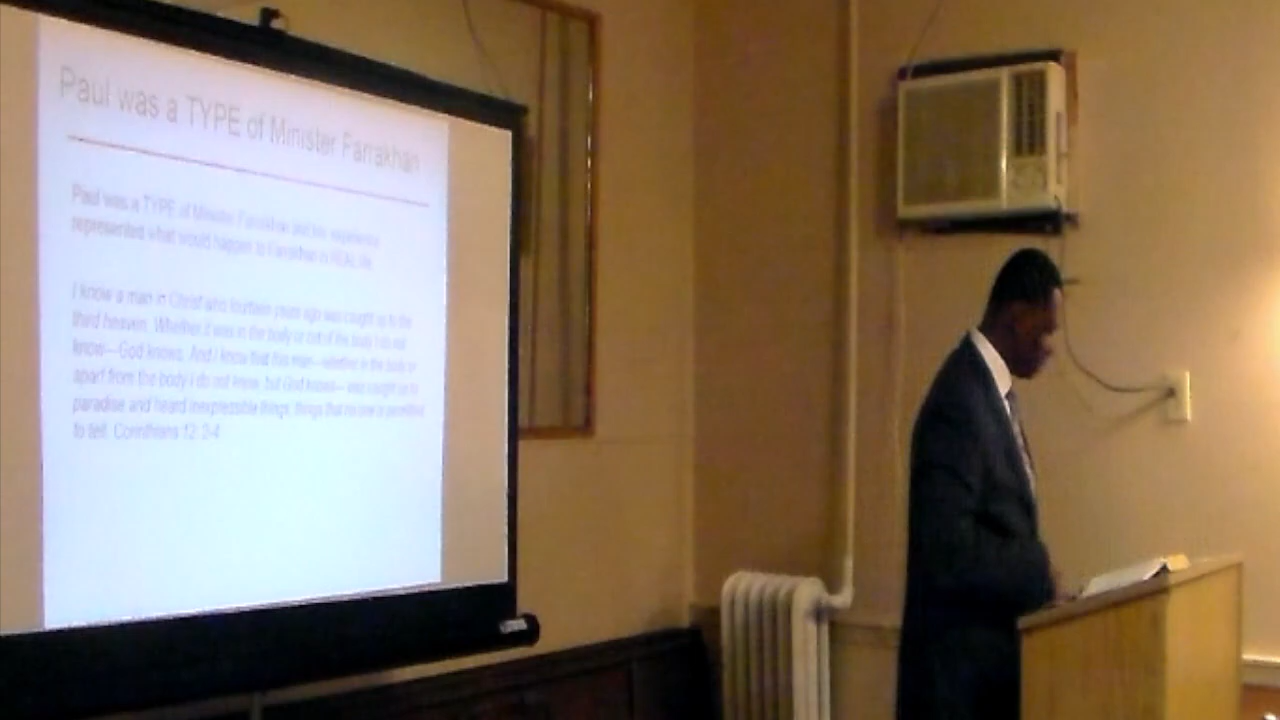 Paul was a TYPE of Minister Farrakhan
Paul was a TYPE of Minister Farrakhan and his experience
represented what would happen to Farrakhan in REAL life.
I know a man in Christ who fourteen years ago was caught up to the
third heaven. Whether it was in the body or out of the body I do not
know—God knows. And I know that this man—whether in the body or
apart from the body I do not know, but God knows— was caught up to
paradise and heard inexpressible things, things that no one is permitted
to tell. Corinthians 12: 2-4